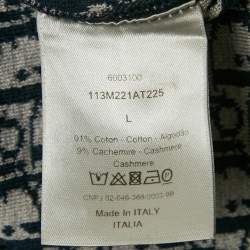 6003100
113M221AT225
L
91% Coton - Cotton - Algodão
9% Cachemire - Cashmere
Cashmere
Made in ITALY
ITALIA